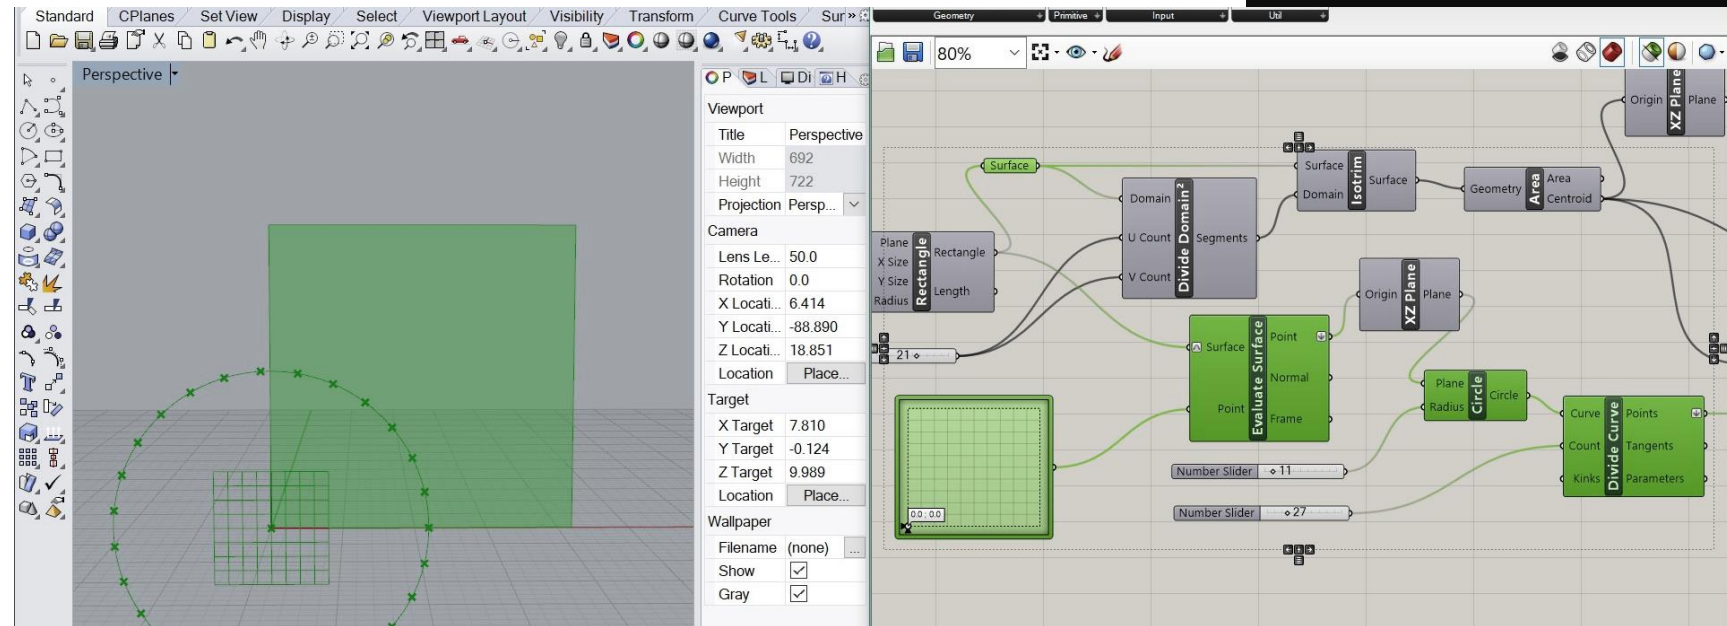 Standard CPlanes Set View Display Select Viewport Layout Visibility Transform Curve Tools Sur»
Perspective
P L Di H
Viewport
Title Perspective
Width 692
Height 722
Projection Persp...
Camera
Lens Le... 50.0
Rotation 0.0
X Locati... 6.414
Y Locati... -88.890
Z Locati... 18.851
Location Place...
Target
X Target 7.810
Y Target -0.124
Z Target 9.989
Location Place...
Wallpaper
Filename (none) ...
Show
Gray
Geometry Primitive Input Util
80%
Origin XZ Plane Plane
Surface
Domain
U Count
V Count
Divide Domain²
Segments
Surface
Domain
Isotrim
Surface
Geometry
Area
Area
Centroid
Plane
X Size
Y Size
Radius
Rectangle
Rectangle
Length
21
Origin XZ Plane Plane
Surface
Point
Evaluate Surface
Point
Normal
Frame
0.0 ; 0.0
Plane
Radius
Circle
Circle
Number Slider 11
Number Slider 27
Curve
Count
Kinks
Divide Curve
Points
Tangents
Parameters